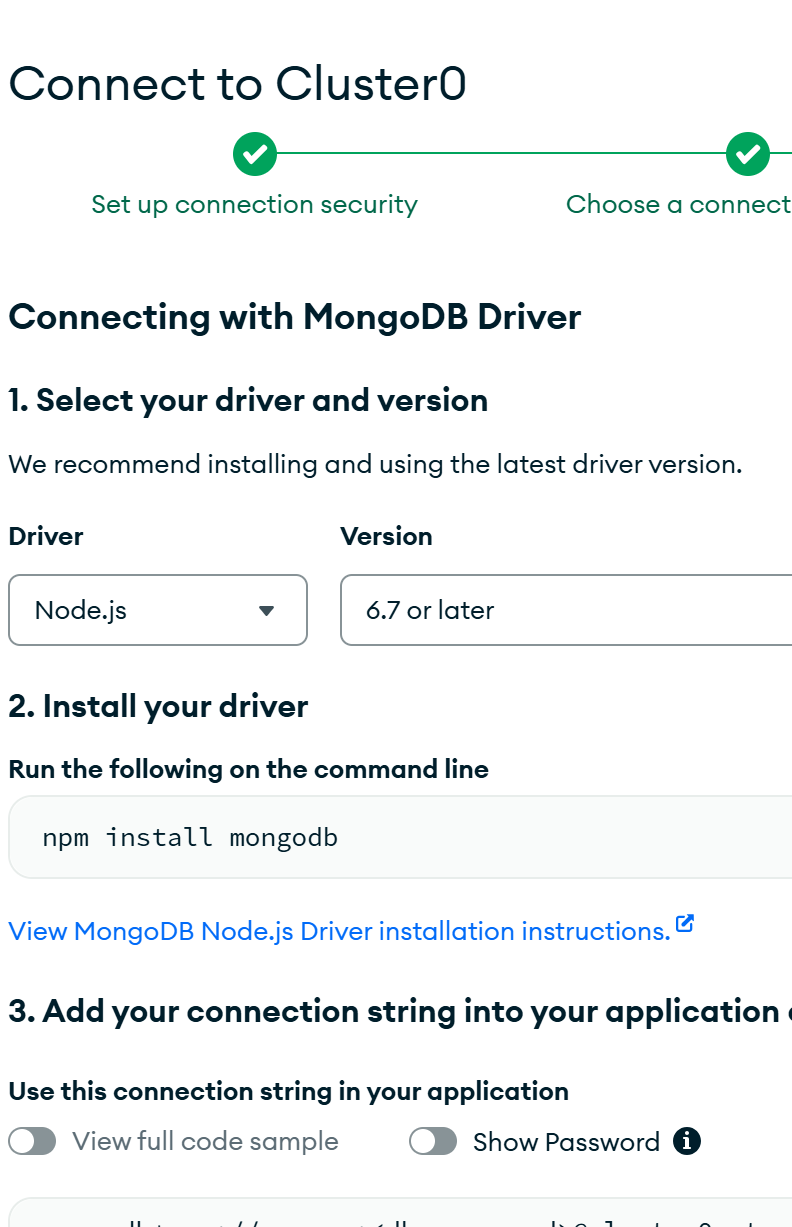 Connect to Cluster0
Set up connection security
Choose a connect
Connecting with MongoDB Driver
1. Select your driver and version
We recommend installing and using the latest driver version.
Driver
Version
Node.js
6.7 or later
2. Install your driver
Run the following on the command line
npm install mongodb
View MongoDB Node.js Driver installation instructions.
3. Add your connection string into your application
Use this connection string in your application
View full code sample
Show Password